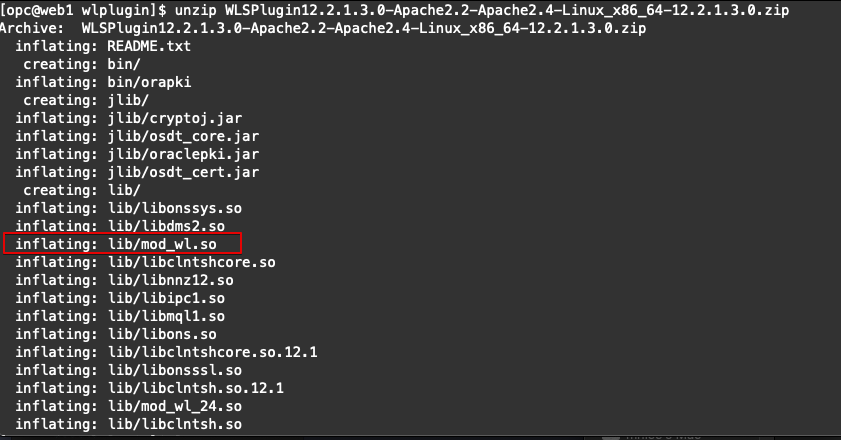 [opc@web1 wlplugin]$ unzip WLSPlugin12.2.1.3.0-Apache2.2-Apache2.4-Linux_x86_64-12.2.1.3.0.zip
Archive:  WLSPlugin12.2.1.3.0-Apache2.2-Apache2.4-Linux_x86_64-12.2.1.3.0.zip
inflating: README.txt
creating: bin/
inflating: bin/orapki
creating: jlib/
inflating: jlib/cryptoj.jar
inflating: jlib/osdt_core.jar
inflating: jlib/oraclepki.jar
inflating: jlib/osdt_cert.jar
creating: lib/
inflating: lib/libonssys.so
inflating: lib/libdms2.so
inflating: lib/mod_wl.so
inflating: lib/libclntshcore.so
inflating: lib/libnnz12.so
inflating: lib/libipc1.so
inflating: lib/libmql1.so
inflating: lib/libons.so
inflating: lib/libclntshcore.so.12.1
inflating: lib/libonsssl.so
inflating: lib/libclntsh.so.12.1
inflating: lib/mod_wl_24.so
inflating: lib/libclntsh.so